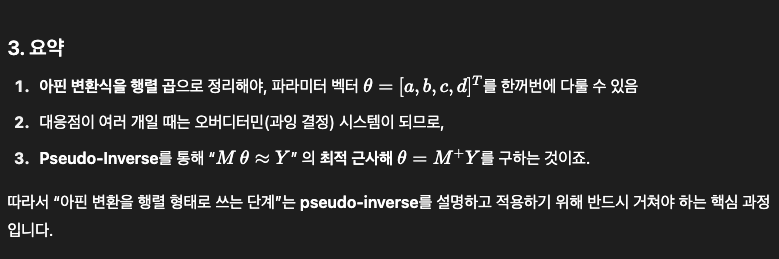 3. 요약
1. 아핀 변환식을 행렬 곱으로 정리해야, 파라미터 벡터 θ = [a, b, c, d]^T를 한꺼번에 다룰 수 있음
2. 대응점이 여러 개일 때는 오버디터민(과잉 결정) 시스템이 되므로,
3. Pseudo-Inverse를 통해 “M θ ≈ Y” 의 최적 근사해 θ = M^+Y를 구하는 것이죠.
따라서 “아핀 변환을 행렬 형태로 쓰는 단계”는 pseudo-inverse를 설명하고 적용하기 위해 반드시 거쳐야 하는 핵심 과정
입니다.